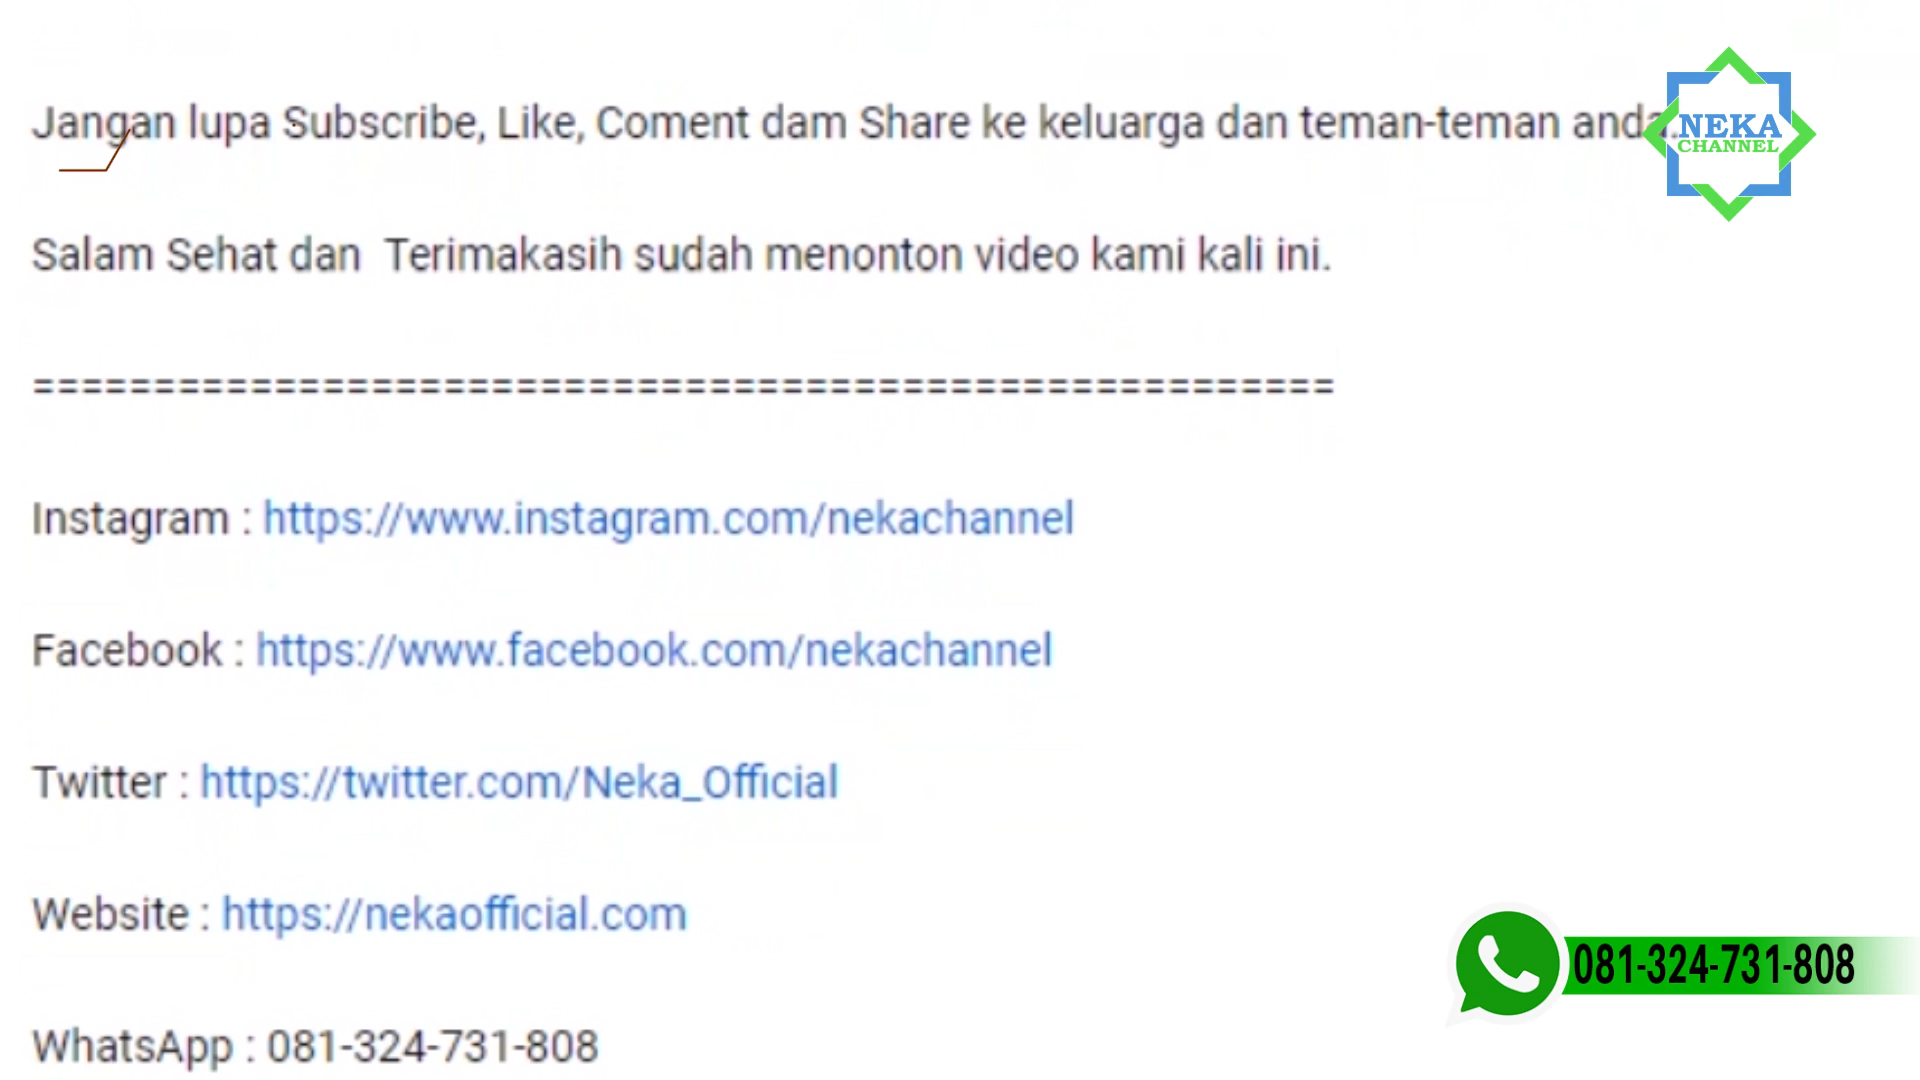 Jangan lupa Subscribe, Like, Coment dam Share ke keluarga dan teman-teman anda..
NEKA
CHANNEL
Salam Sehat dan  Terimakasih sudah menonton video kami kali ini.
======================================================
Instagram : https://www.instagram.com/nekachannel
Facebook : https://www.facebook.com/nekachannel
Twitter : https://twitter.com/Neka_Official
Website : https://nekaofficial.com
081-324-731-808
WhatsApp : 081-324-731-808